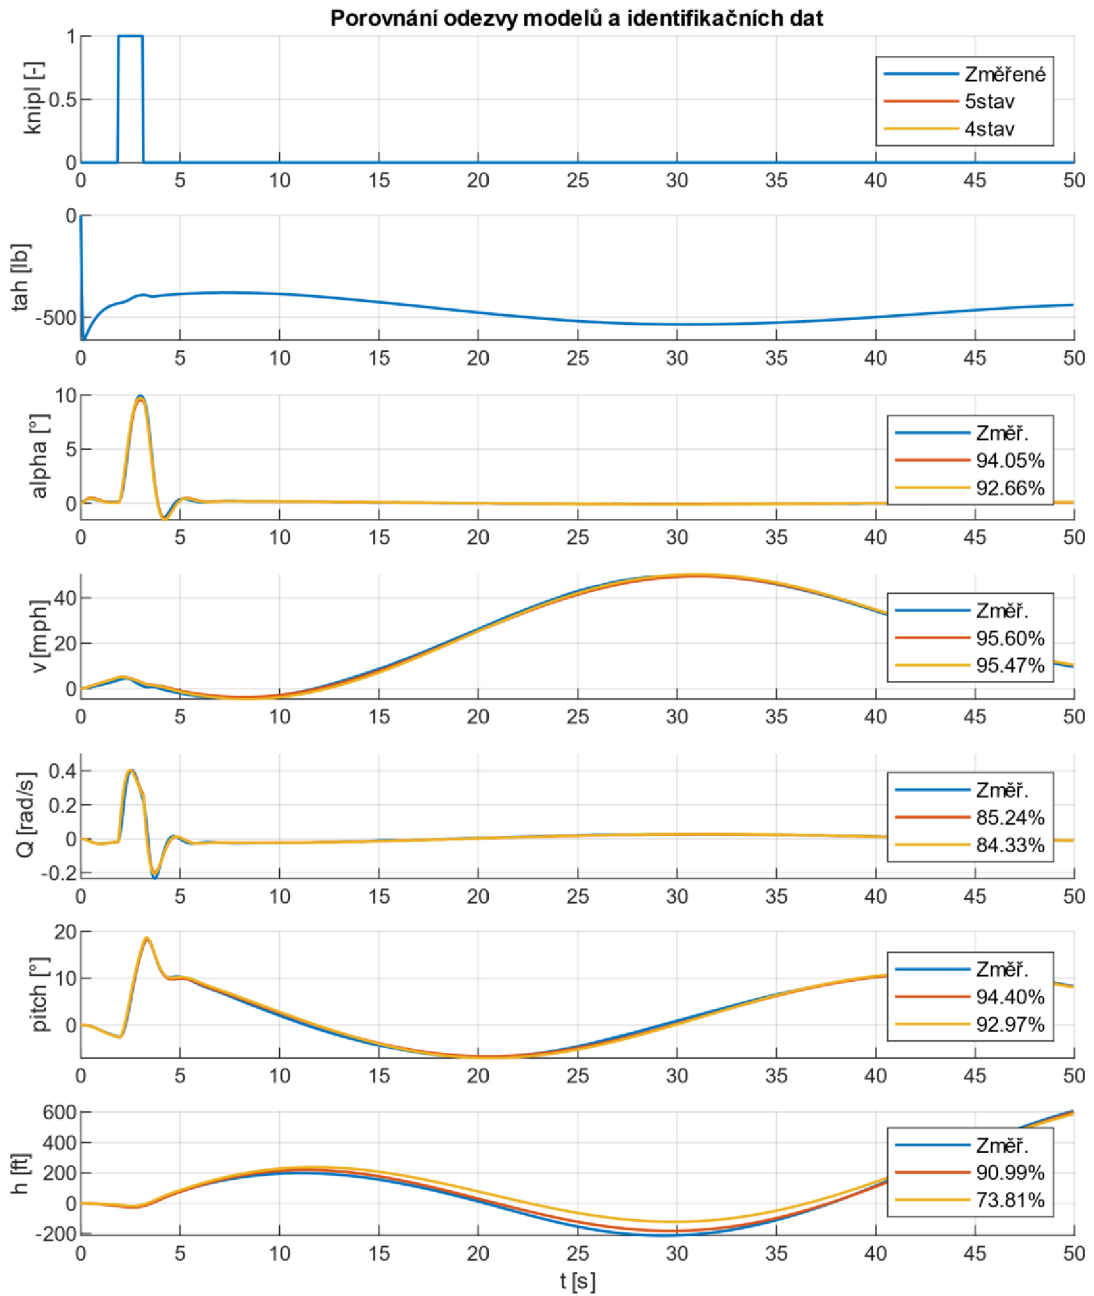 Porovnání odezvy modelů a identifikačních dat
knipl [-]
1
0.5
0
Změřené
5stav
4stav
0 5 10 15 20 25 30 35 40 45 50
tah [lb]
0
-500
0 5 10 15 20 25 30 35 40 45 50
alpha [°]
10
5
0
Změř.
94.05%
92.66%
0 5 10 15 20 25 30 35 40 45 50
v [mph]
40
20
0
Změř.
95.60%
95.47%
0 5 10 15 20 25 30 35 40 45 50
Q [rad/s]
0.4
0.2
0
-0.2
Změř.
85.24%
84.33%
0 5 10 15 20 25 30 35 40 45 50
pitch [°]
20
10
0
Změř.
94.40%
92.97%
0 5 10 15 20 25 30 35 40 45 50
h [ft]
600
400
200
0
-200
Změř.
90.99%
73.81%
0 5 10 15 20 25 30 35 40 45 50
t [s]